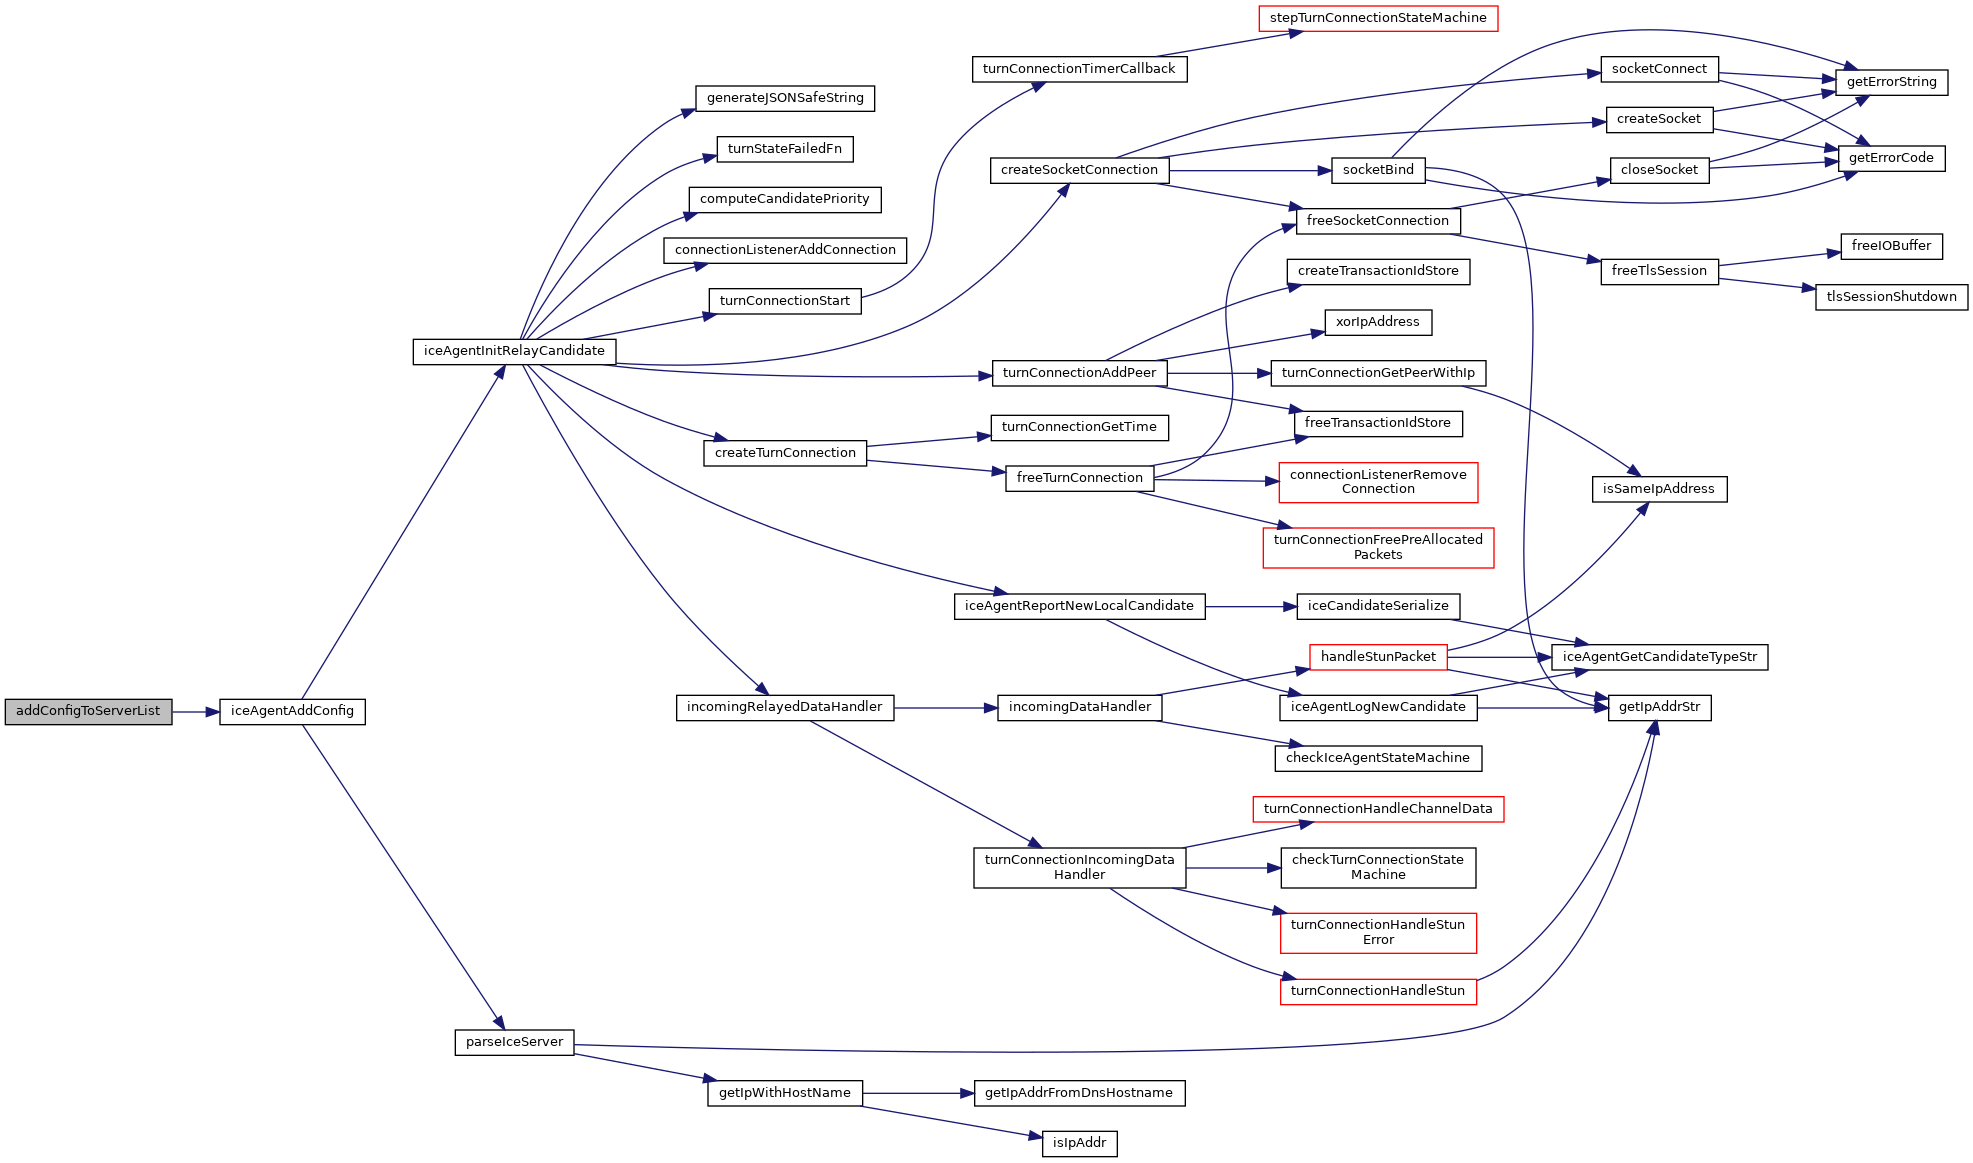 addConfigToServerList
iceAgentAddConfig
iceAgentInitRelayCandidate
parseIceServer
generateJSONSafeString
turnStateFailedFn
computeCandidatePriority
connectionListenerAddConnection
turnConnectionStart
createTurnConnection
incomingRelayedDataHandler
getIpWithHostName
turnConnectionTimerCallback
createSocketConnection
turnConnectionAddPeer
turnConnectionGetTime
freeTurnConnection
iceAgentReportNewLocalCandidate
incomingDataHandler
turnConnectionIncomingData
Handler
getIpAddrFromDnsHostname
isIpAddr
stepTurnConnectionStateMachine
socketBind
freeSocketConnection
createTransactionIdStore
xorIpAddress
turnConnectionGetPeerWithIp
freeTransactionIdStore
connectionListenerRemove
Connection
turnConnectionFreePreAllocated
Packets
iceCandidateSerialize
handleStunPacket
iceAgentLogNewCandidate
checkIceAgentStateMachine
turnConnectionHandleChannelData
checkTurnConnectionState
Machine
turnConnectionHandleStun
Error
turnConnectionHandleStun
socketConnect
createSocket
closeSocket
freeTlsSession
isSameIpAddress
iceAgentGetCandidateTypeStr
getIpAddrStr
getErrorString
getErrorCode
freeIOBuffer
tlsSessionShutdown